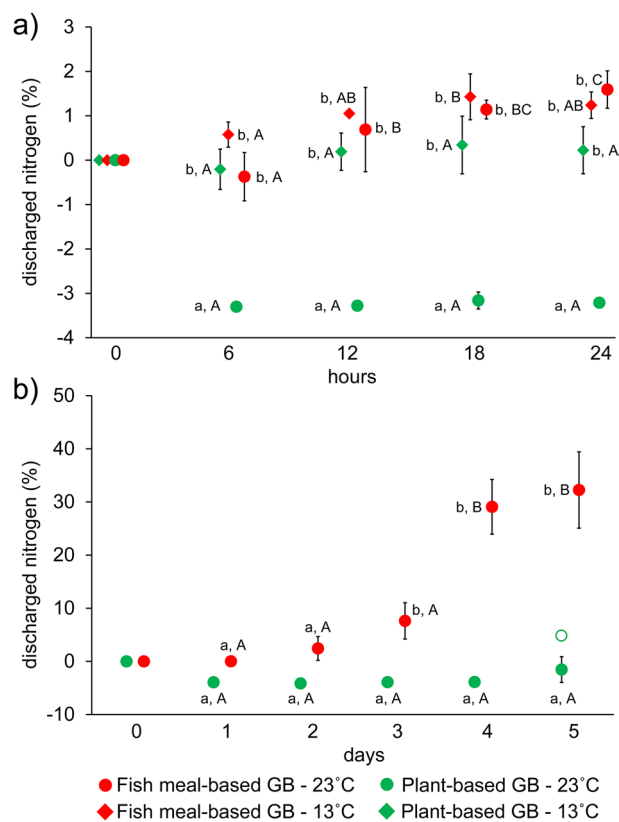 a)
discharged nitrogen (%)
2
1
0
-1
-2
-3
-4
b, A
b, A
b, A
a, A
b, AB
b, B
b, A
a, A
b, B
b, BC
b, A
a, A
b, C
b, AB
b, A
a, A
0 6 12 18 24
hours
b)
discharged nitrogen (%)
50
40
30
20
10
0
-10
a, A
a, A
b, A
b, B
b, B
a, A a, A a, A a, A a, A
0 1 2 3 4 5
days
Fish meal-based GB - 23˚C Plant-based GB - 23˚C
Fish meal-based GB - 13˚C Plant-based GB - 13˚C